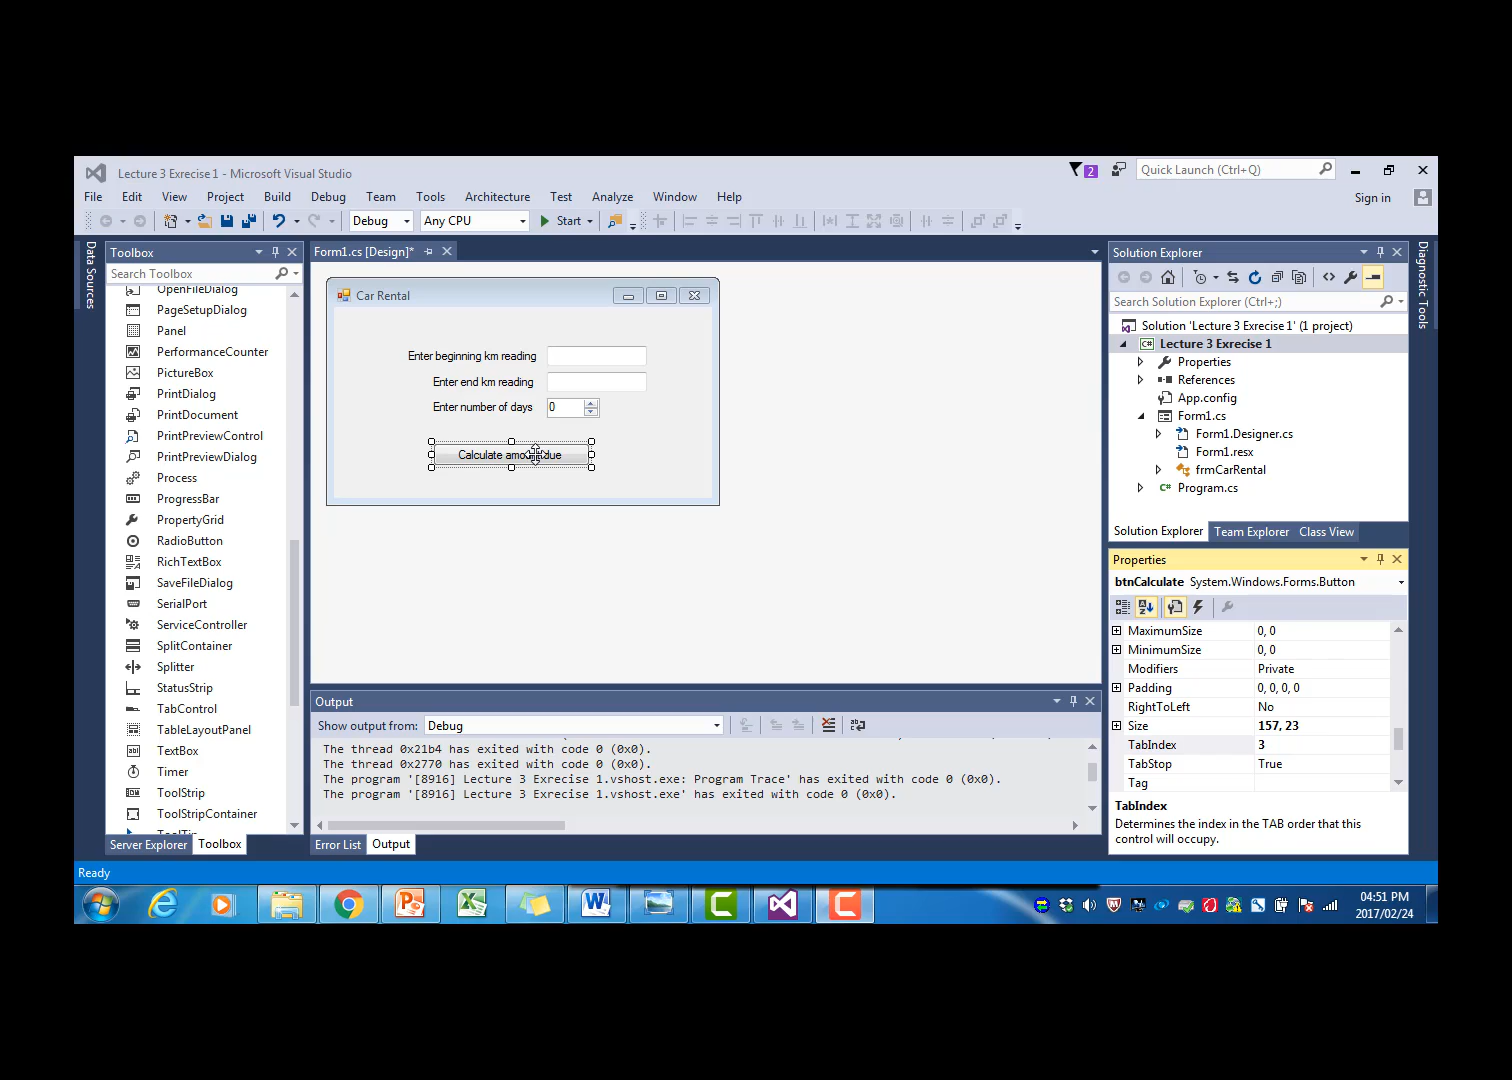 Lecture 3 Exrecise 1 - Microsoft Visual Studio
2
Quick Launch (Ctrl+Q)
File Edit View Project Build Debug Team Tools Architecture Test Analyze Window Help
Sign in
Debug Any CPU Start
Data Sources
Toolbox
Search Toolbox
OpenFileDialog
PageSetupDialog
Panel
PerformanceCounter
PictureBox
PrintDialog
PrintDocument
PrintPreviewControl
PrintPreviewDialog
Process
ProgressBar
PropertyGrid
RadioButton
RichTextBox
SaveFileDialog
SerialPort
ServiceController
SplitContainer
Splitter
StatusStrip
TabControl
TableLayoutPanel
TextBox
Timer
ToolStrip
ToolStripContainer
ToolTip
Server Explorer Toolbox
Form1.cs [Design]*
Car Rental
Enter beginning km reading
Enter end km reading
Enter number of days 0
Calculate amount due
Output
Show output from: Debug
The thread 0x21b4 has exited with code 0 (0x0).
The thread 0x2770 has exited with code 0 (0x0).
The program '[8916] Lecture 3 Exrecise 1.vshost.exe: Program Trace' has exited with code 0 (0x0).
The program '[8916] Lecture 3 Exrecise 1.vshost.exe' has exited with code 0 (0x0).
Error List Output
Solution Explorer
Search Solution Explorer (Ctrl+;)
Solution 'Lecture 3 Exrecise 1' (1 project)
C# Lecture 3 Exrecise 1
Properties
References
App.config
Form1.cs
Form1.Designer.cs
Form1.resx
frmCarRental
C# Program.cs
Solution Explorer Team Explorer Class View
Diagnostic Tools
Properties
btnCalculate System.Windows.Forms.Button
MaximumSize 0, 0
MinimumSize 0, 0
Modifiers Private
Padding 0, 0, 0, 0
RightToLeft No
Size 157, 23
TabIndex 3
TabStop True
Tag
TabIndex
Determines the index in the TAB order that this
control will occupy.
Ready
04:51 PM
2017/02/24